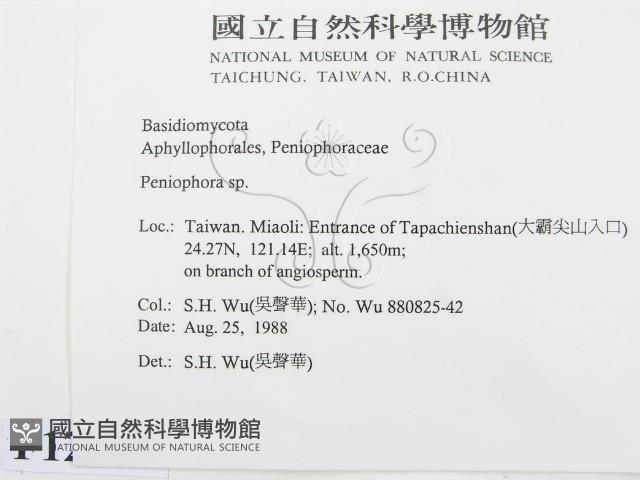 國立自然科學博物館
NATIONAL MUSEUM OF NATURAL SCIENCE
TAICHUNG, TAIWAN, R.O.CHINA
Basidiomycota
Aphyllophorales, Peniophoraceae
Peniophora sp.
Loc.: Taiwan. Miaoli: Entrance of Tapachienshan(大霸尖山入口)
24.27N, 121.14E; alt. 1,650m;
on branch of angiosperm.
Col.: S.H. Wu(吳聲華); No. Wu 880825-42
Date: Aug. 25, 1988
Det.: S.H. Wu(吳聲華)
國立自然科學博物館
NATIONAL MUSEUM OF NATURAL SCIENCE